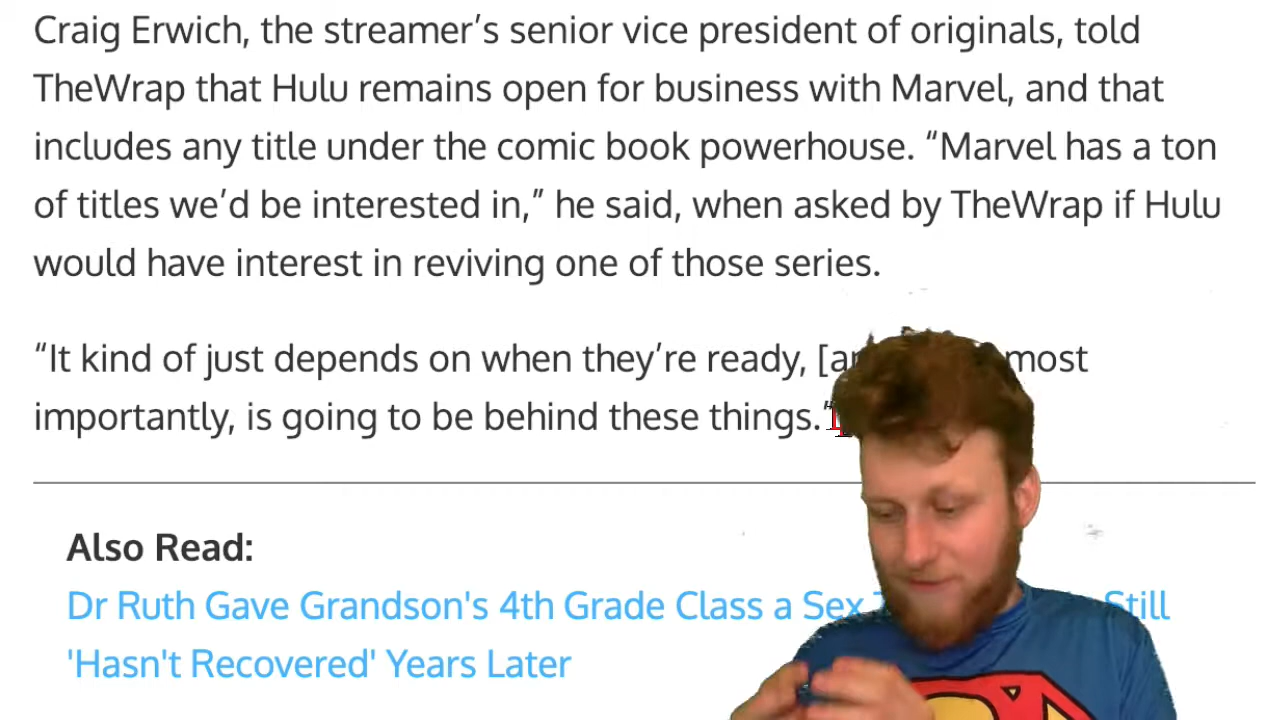 Craig Erwich, the streamer’s senior vice president of originals, told
TheWrap that Hulu remains open for business with Marvel, and that
includes any title under the comic book powerhouse. “Marvel has a ton
of titles we’d be interested in,” he said, when asked by TheWrap if Hulu
would have interest in reviving one of those series.
“It kind of just depends on when they’re ready, most
importantly, is going to be behind these things.”
Also Read:
Dr Ruth Gave Grandson's 4th Grade Class a Sex Still
'Hasn't Recovered' Years Later